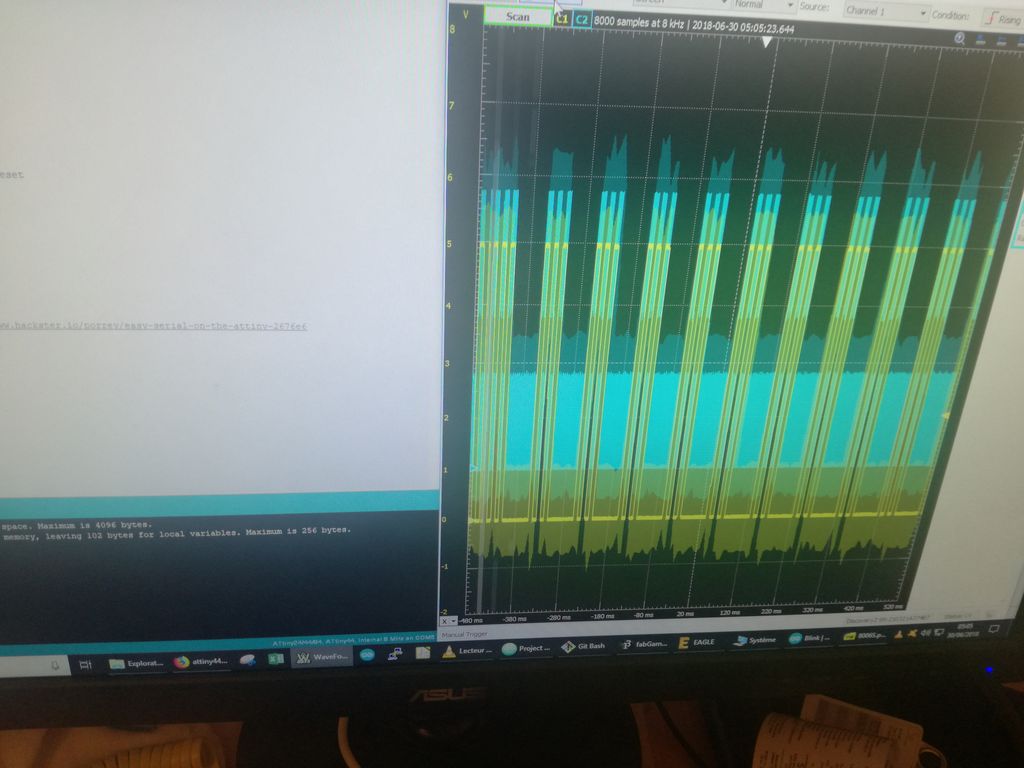 Normal
Source:
Channel 1
Condition:
Rising
V
Scan
C1
C2
8000 samples at 8 kHz | 2018-06-30 05:05:23.644
8
7
6
5
4
3
2
1
0
-1
-2
eset
ww.hackster.io/porrey/easy-serial-on-the-attiny-2676e6
space. Maximum is 4096 bytes.
memory, leaving 102 bytes for local variables. Maximum is 256 bytes.
X
-480 ms
-380 ms
-280 ms
-180 ms
-80 ms
20 ms
120 ms
220 ms
320 ms
420 ms
520 ms
Manual Trigger
ATtiny24/44/84, ATtiny44, Internal 8 MHz on COM5
Explorat...
attiny44...
WaveFo...
Lecteur ...
Project ...
Git Bash
fabGam...
EAGLE
Système
Blink |...
05:05
30/06/2018
ASUS